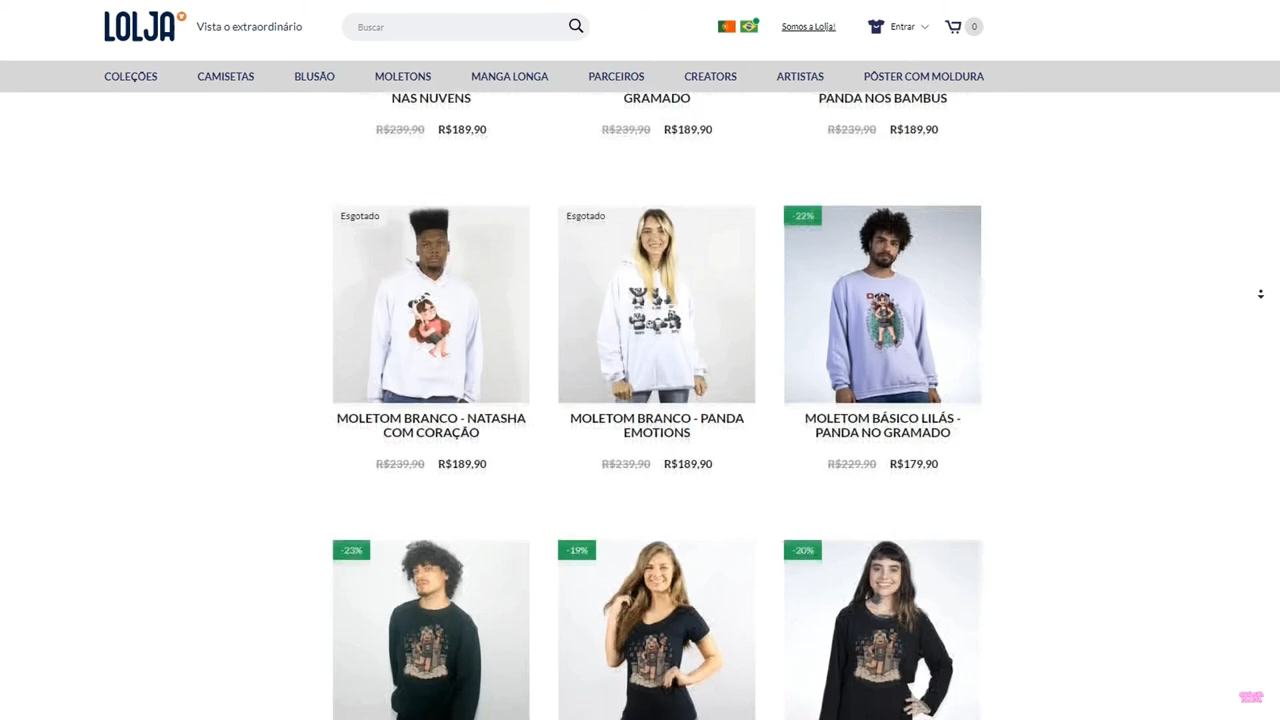 LOLJA
Vista o extraordinário
Buscar
Somos a Lolja!
Entrar
0
COLEÇÕES
CAMISETAS
BLUSÃO
MOLETONS
MANGA LONGA
PARCEIROS
CREATORS
ARTISTAS
PÔSTER COM MOLDURA
NAS NUVENS
GRAMADO
PANDA NOS BAMBUS
R$239,90 R$189,90
R$239,90 R$189,90
R$239,90 R$189,90
Esgotado
Esgotado
-22%
MOLETOM BRANCO - NATASHA
COM CORAÇÃO
MOLETOM BRANCO - PANDA
EMOTIONS
MOLETOM BÁSICO LILÁS -
PANDA NO GRAMADO
R$239,90 R$189,90
R$239,90 R$189,90
R$229,90 R$179,90
-23%
-19%
-20%